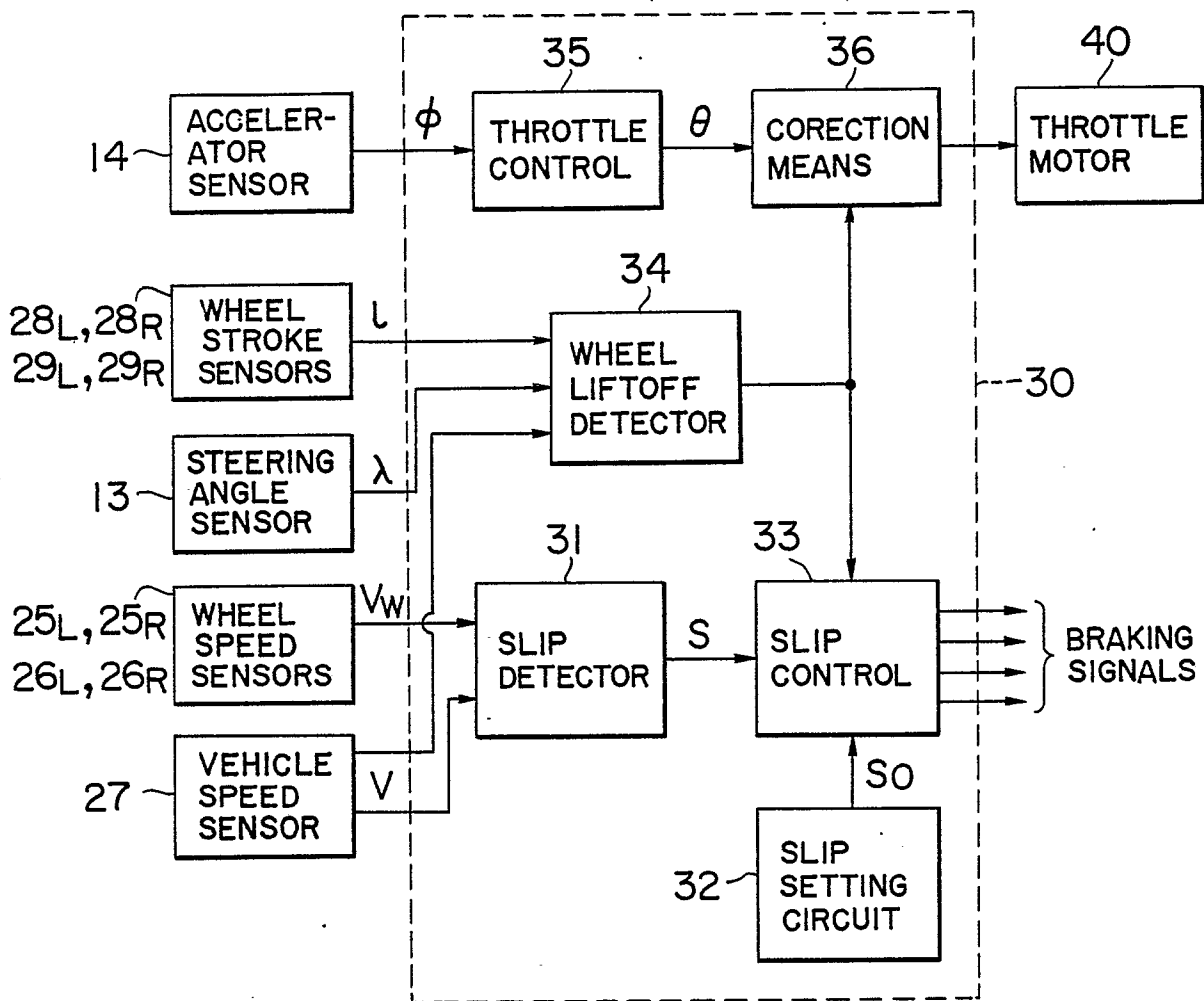 35
36
40
ACCELER-
ATOR
SENSOR
14
ϕ
THROTTLE
CONTROL
θ
CORECTION
MEANS
THROTTLE
MOTOR
34
28L, 28R
29L, 29R
WHEEL
STROKE
SENSORS
l
WHEEL
LIFTOFF
DETECTOR
30
13
STEERING
ANGLE
SENSOR
λ
31
33
25L, 25R
26L, 26R
WHEEL
SPEED
SENSORS
VW
SLIP
DETECTOR
S
SLIP
CONTROL
BRAKING
SIGNALS
27
VEHICLE
SPEED
SENSOR
V
SO
32
SLIP
SETTING
CIRCUIT